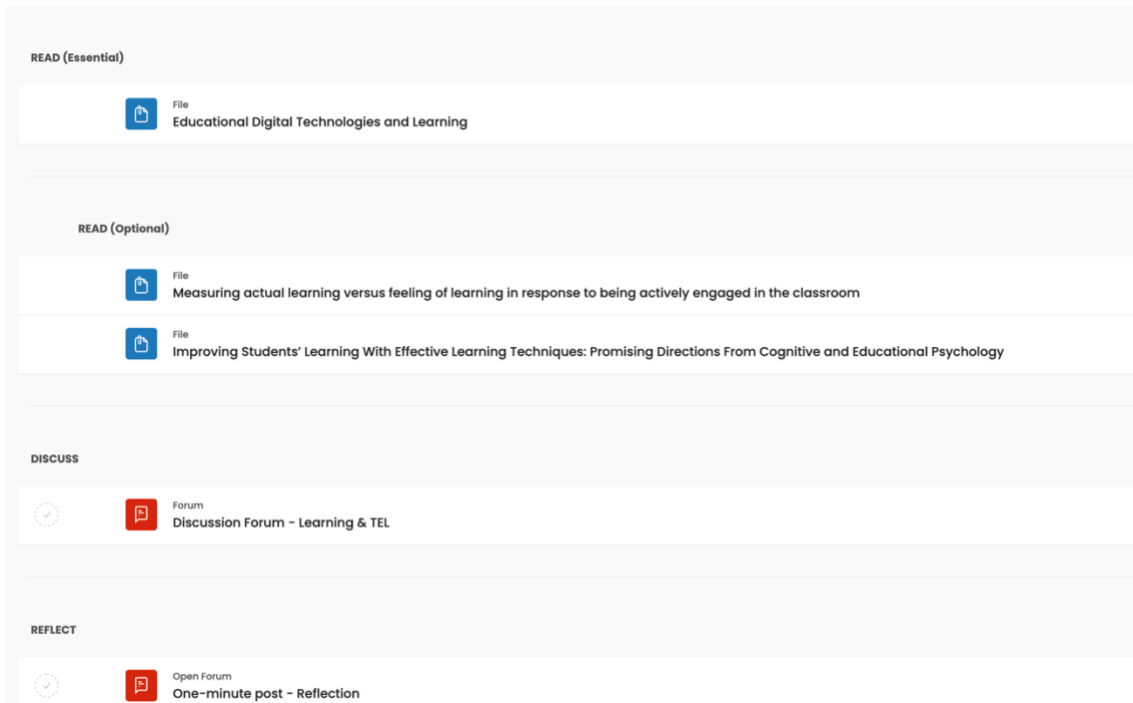 READ (Essential)
File
Educational Digital Technologies and Learning
READ (Optional)
File
Measuring actual learning versus feeling of learning in response to being actively engaged in the classroom
File
Improving Students’ Learning With Effective Learning Techniques: Promising Directions From Cognitive and Educational Psychology
DISCUSS
Forum
Discussion Forum - Learning & TEL
REFLECT
Open Forum
One-minute post - Reflection